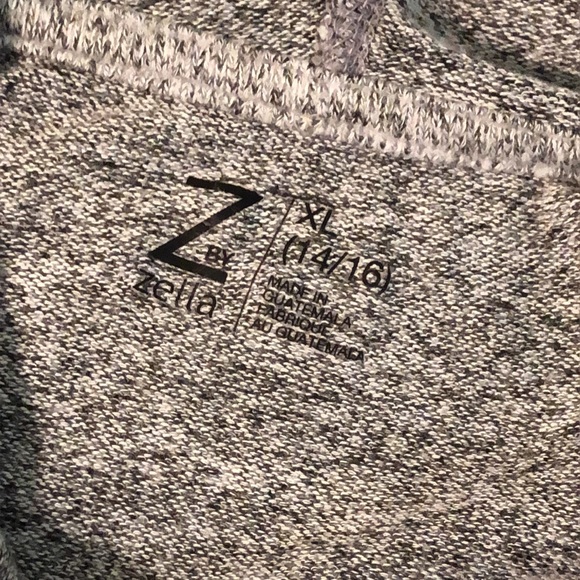 Z BY
zella
XL
(14/16)
MADE IN
GUATEMALA
FABRIQUE
AU GUATEMALA